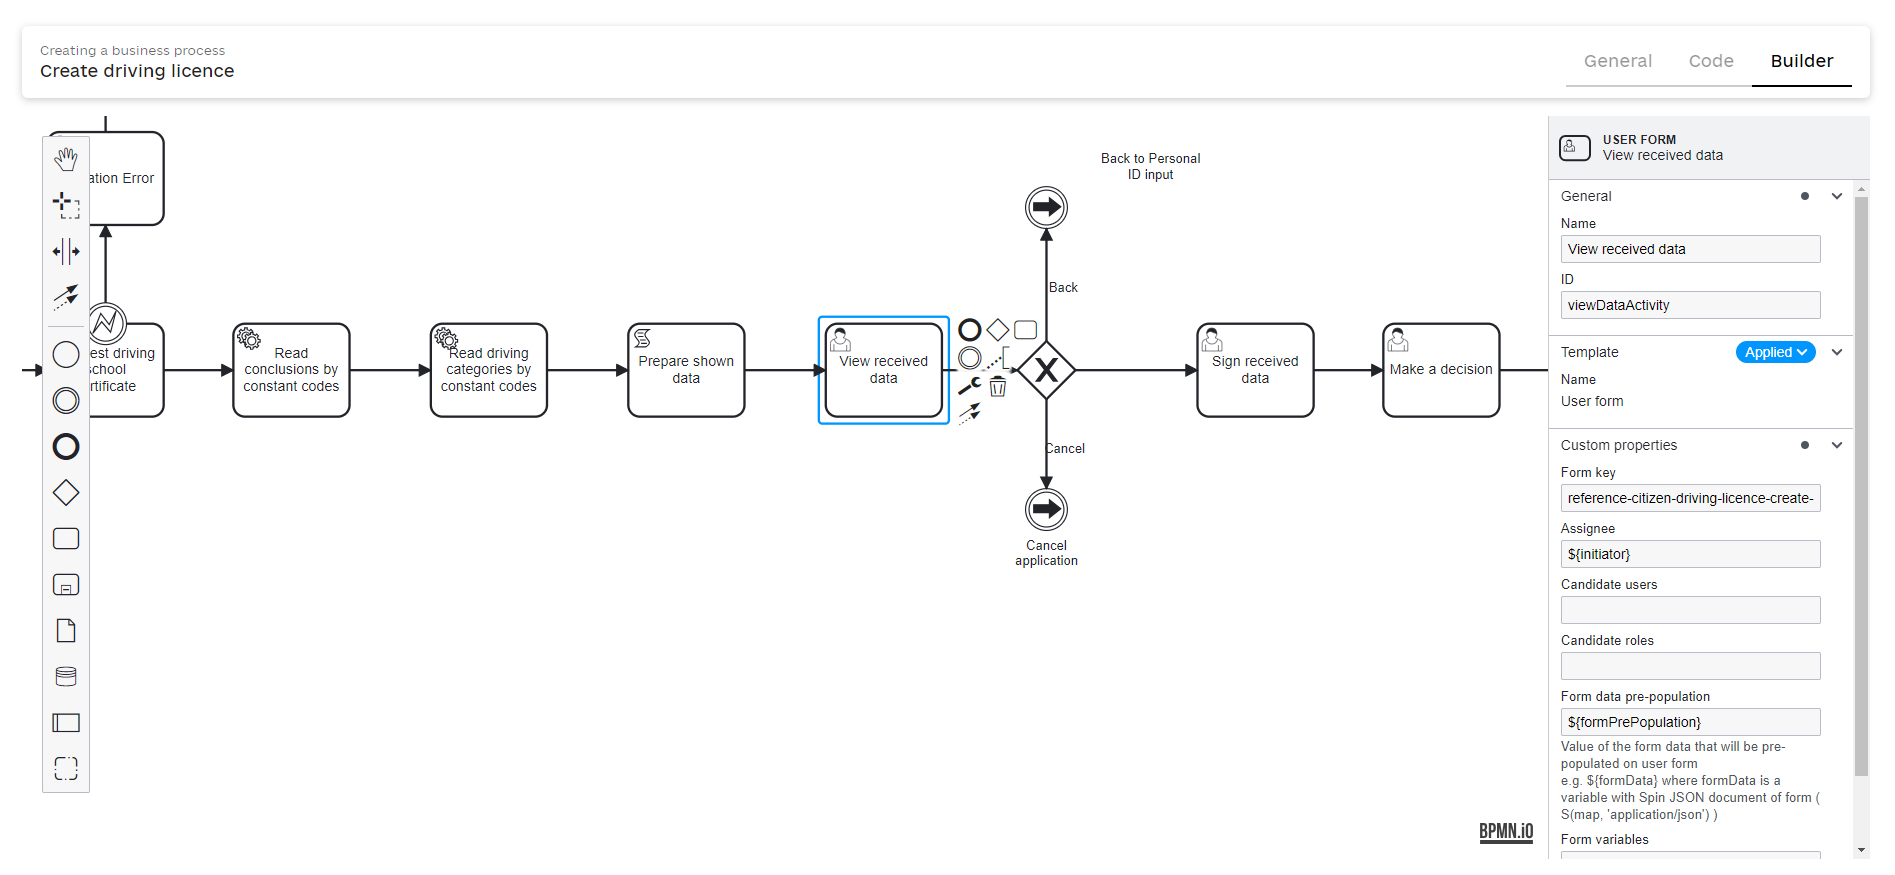 Creating a business process
Create driving licence
General
Code
Builder
ation Error
est driving
school
rtificate
Read
conclusions by
constant codes
Read driving
categories by
constant codes
Prepare shown
data
View received
data
Back to Personal
ID input
Back
Cancel
Cancel
application
Sign received
data
Make a decision
BPMN.iO
USER FORM
View received data
General
Name
View received data
ID
viewDataActivity
Template
Applied
Name
User form
Custom properties
Form key
reference-citizen-driving-licence-create-
Assignee
${initiator}
Candidate users
Candidate roles
Form data pre-population
${formPrePopulation}
Value of the form data that will be pre-
populated on user form
e.g. ${formData} where formData is a
variable with Spin JSON document of form (
S(map, 'application/json') )
Form variables